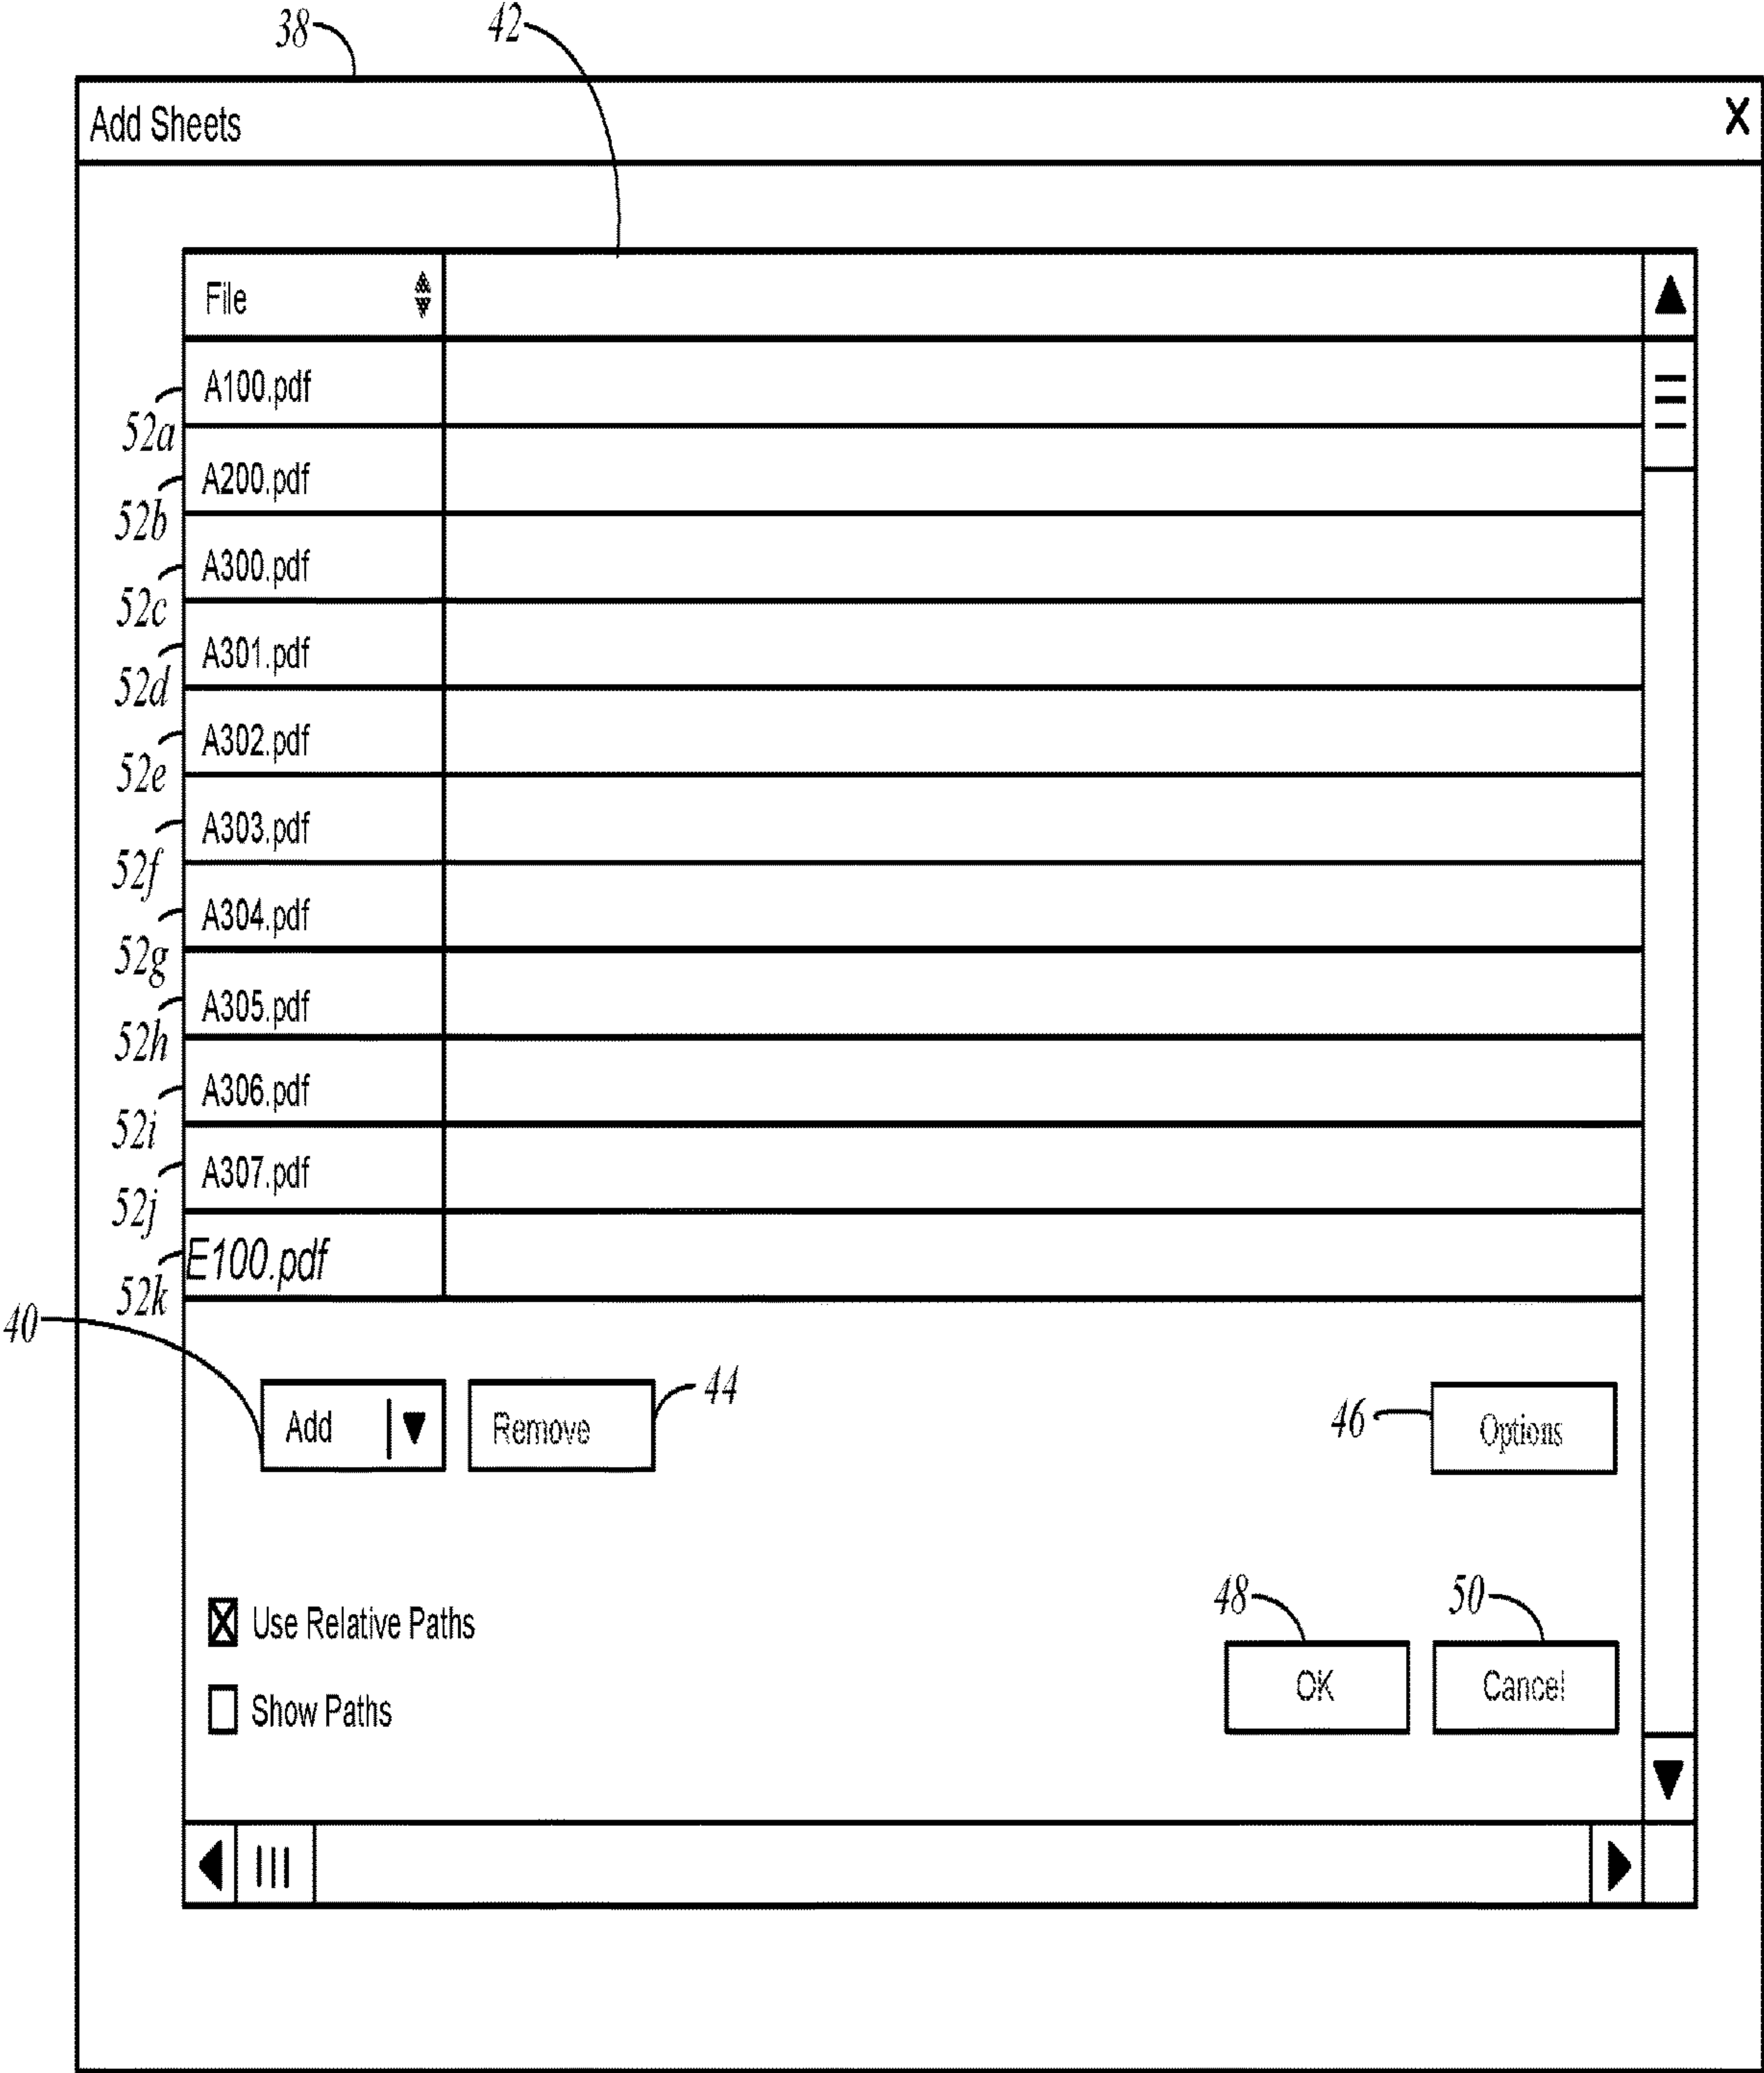 38 42
Add Sheets X
File
A100.pdf
52a
A200.pdf
52b
A300.pdf
52c
A301.pdf
52d
A302.pdf
52e
A303.pdf
52f
A304.pdf
52g
A305.pdf
52h
A306.pdf
52i
A307.pdf
52j
E100.pdf
52k
40
Add Remove 44 46 Options
Use Relative Paths 48 50
Show Paths OK Cancel